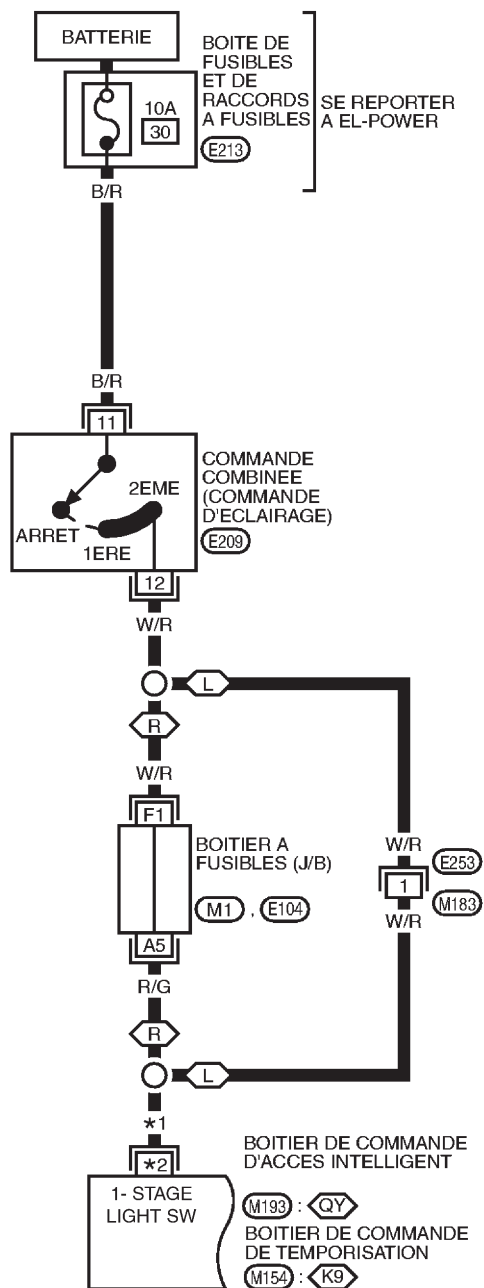 BATTERIE
BOITE DE
FUSIBLES
ET DE
RACCORDS
A FUSIBLES
10A
30
E213
SE REPORTER
A EL-POWER
B/R
B/R
11
COMMANDE
COMBINEE
(COMMANDE
D'ECLAIRAGE)
E209
2EME
ARRET
1ERE
12
W/R
L
R
W/R
F1
BOITIER A
FUSIBLES (J/B)
M1 , E104
W/R
E253
1
M183
W/R
A5
R/G
R
L
*1
*2
BOITIER DE COMMANDE
D'ACCES INTELLIGENT
1- STAGE
LIGHT SW
M193 : QY
BOITIER DE COMMANDE
DE TEMPORISATION
M154 : K9